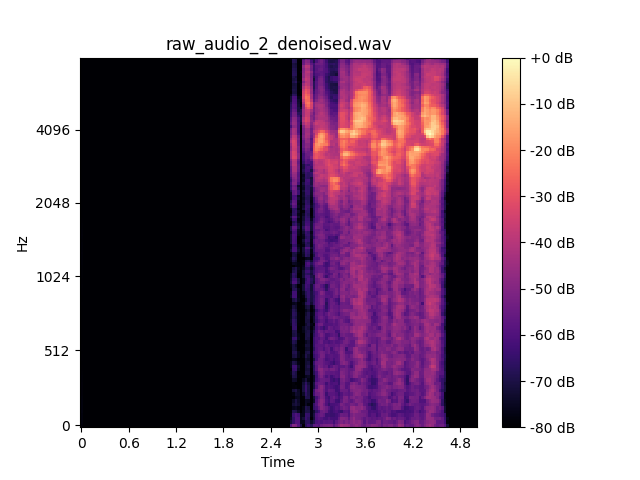 raw_audio_2_denoised.wav
Hz
4096
2048
1024
512
0
0 0.6 1.2 1.8 2.4 3 3.6 4.2 4.8
Time
+0 dB
-10 dB
-20 dB
-30 dB
-40 dB
-50 dB
-60 dB
-70 dB
-80 dB